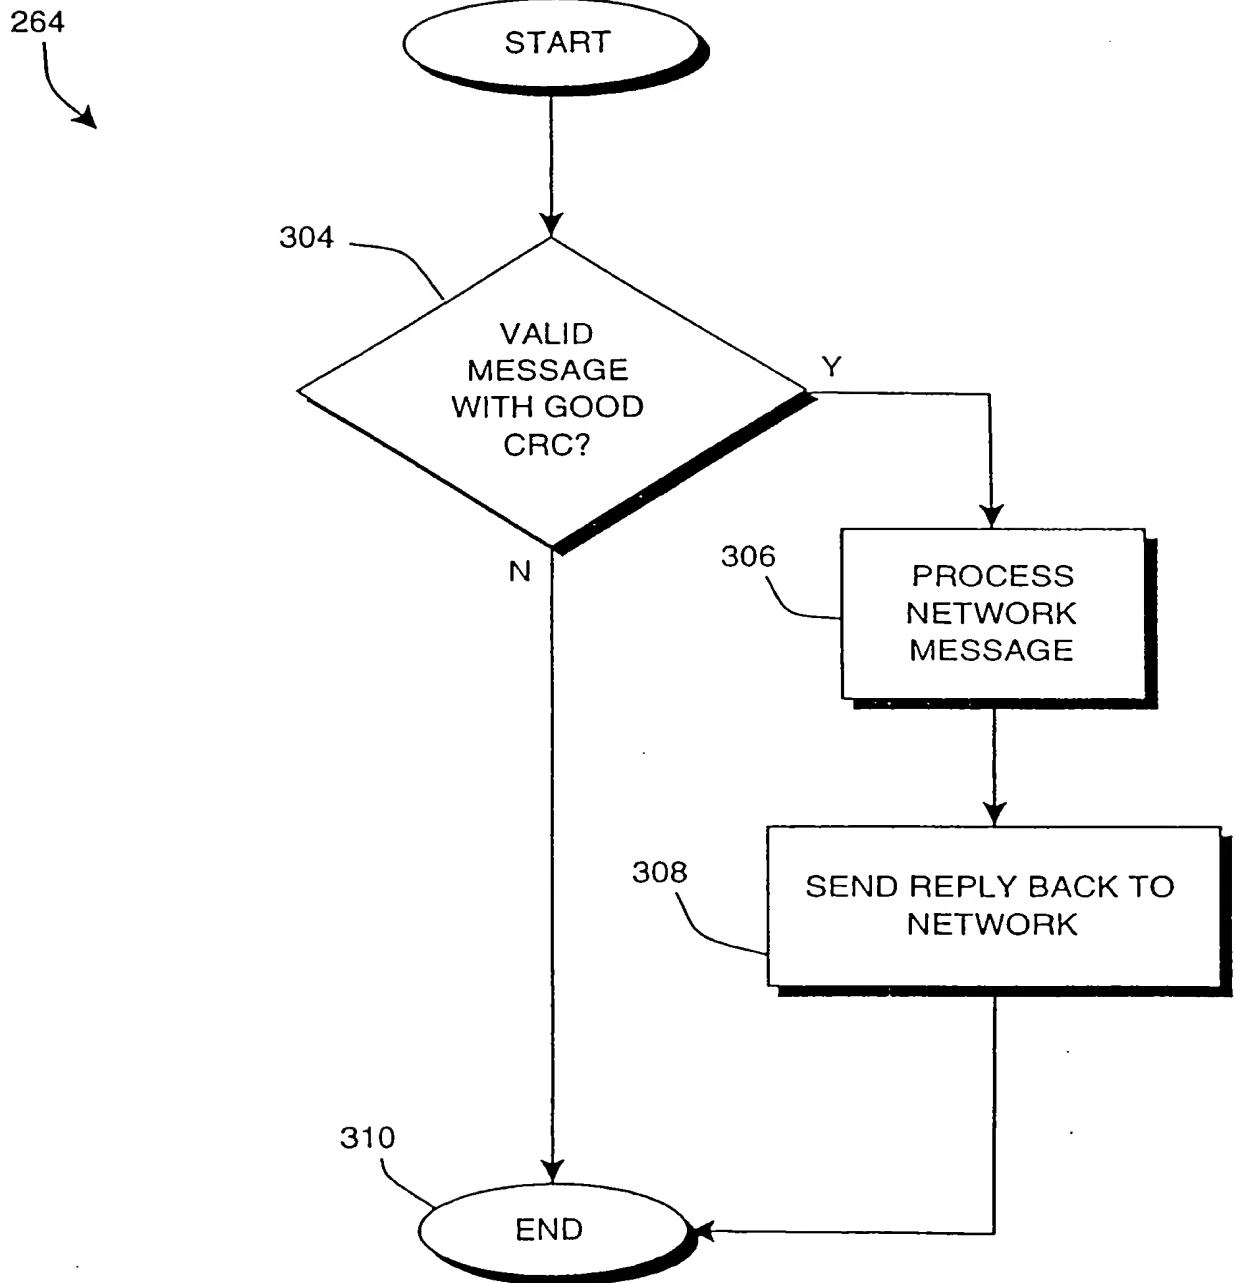 264
START
304
VALID
MESSAGE
WITH GOOD
CRC?
Y
N
306
PROCESS
NETWORK
MESSAGE
308
SEND REPLY BACK TO
NETWORK
310
END